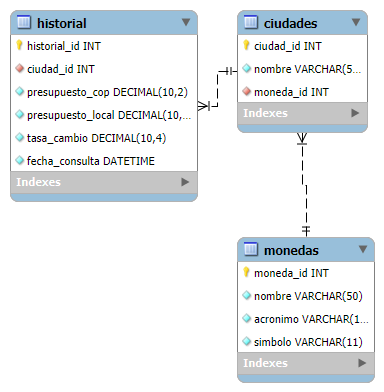 historial
historial_id INT
ciudad_id INT
presupuesto_cop DECIMAL(10,2)
presupuesto_local DECIMAL(10,...
tasa_cambio DECIMAL(10,4)
fecha_consulta DATETIME
Indexes
ciudades
ciudad_id INT
nombre VARCHAR(5...
moneda_id INT
Indexes
monedas
moneda_id INT
nombre VARCHAR(50)
acronimo VARCHAR(1...
simbolo VARCHAR(11)
Indexes